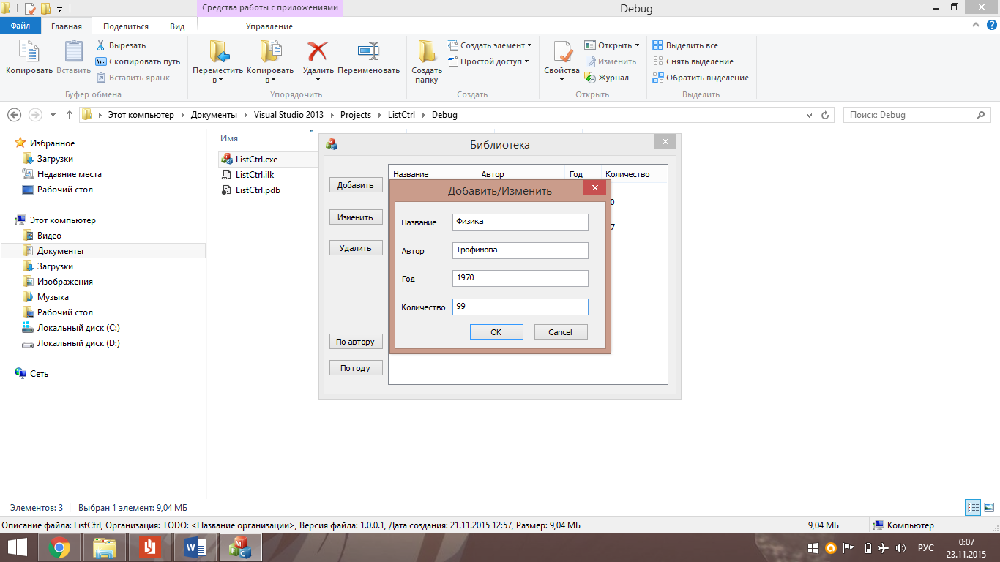 Средства работы с приложениями
Debug
Файл
Главная
Поделиться
Вид
Управление
Копировать
Вставить
Вырезать
Скопировать путь
Вставить ярлык
Буфер обмена
Переместить в
Копировать в
Удалить
Переименовать
Упорядочить
Создать папку
Создать элемент
Простой доступ
Создать
Свойства
Открыть
Изменить
Журнал
Открыть
Выделить все
Снять выделение
Обратить выделение
Выделить
Этот компьютер
Документы
Visual Studio 2013
Projects
ListCtrl
Debug
Поиск: Debug
Избранное
Загрузки
Недавние места
Рабочий стол
Этот компьютер
Видео
Документы
Загрузки
Изображения
Музыка
Рабочий стол
Локальный диск (C:)
Локальный диск (D:)
Сеть
Имя
ListCtrl.exe
ListCtrl.ilk
ListCtrl.pdb
Библиотека
Добавить
Изменить
Удалить
По автору
По году
Название Автор Год Количество
Добавить/Изменить
Название Физика
Автор Трофимова
Год 1970
Количество 99
OK Cancel
Элементов: 3 Выбран 1 элемент: 9,04 МБ
Описание файла: ListCtrl, Организация: TODO: <Название организации>, Версия файла: 1.0.0.1, Дата создания: 21.11.2015 12:57, Размер: 9,04 МБ
9,04 МБ
Компьютер
РУС
0:07
23.11.2015